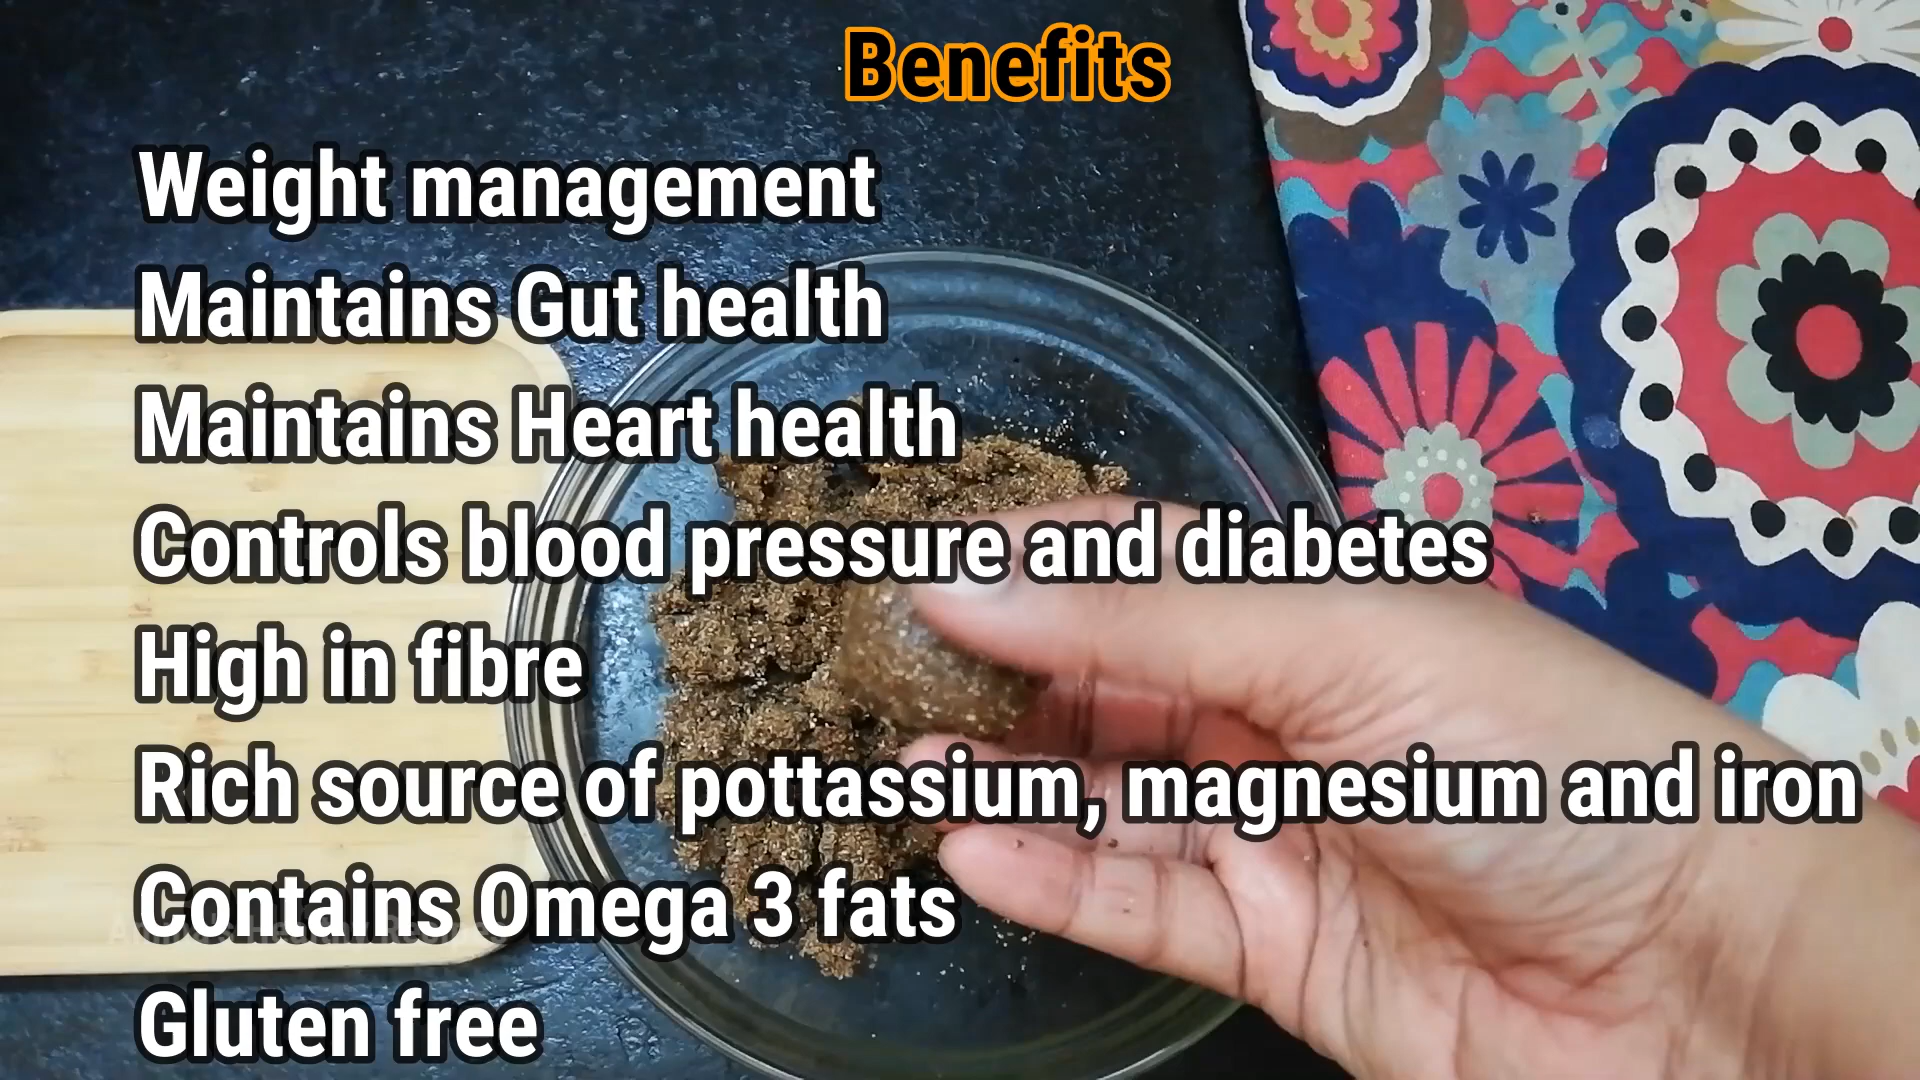 Benefits
Weight management
Maintains Gut health
Maintains Heart health
Controls blood pressure and diabetes
High in fibre
Rich source of pottassium, magnesium and iron
Contains Omega 3 fats
Gluten free